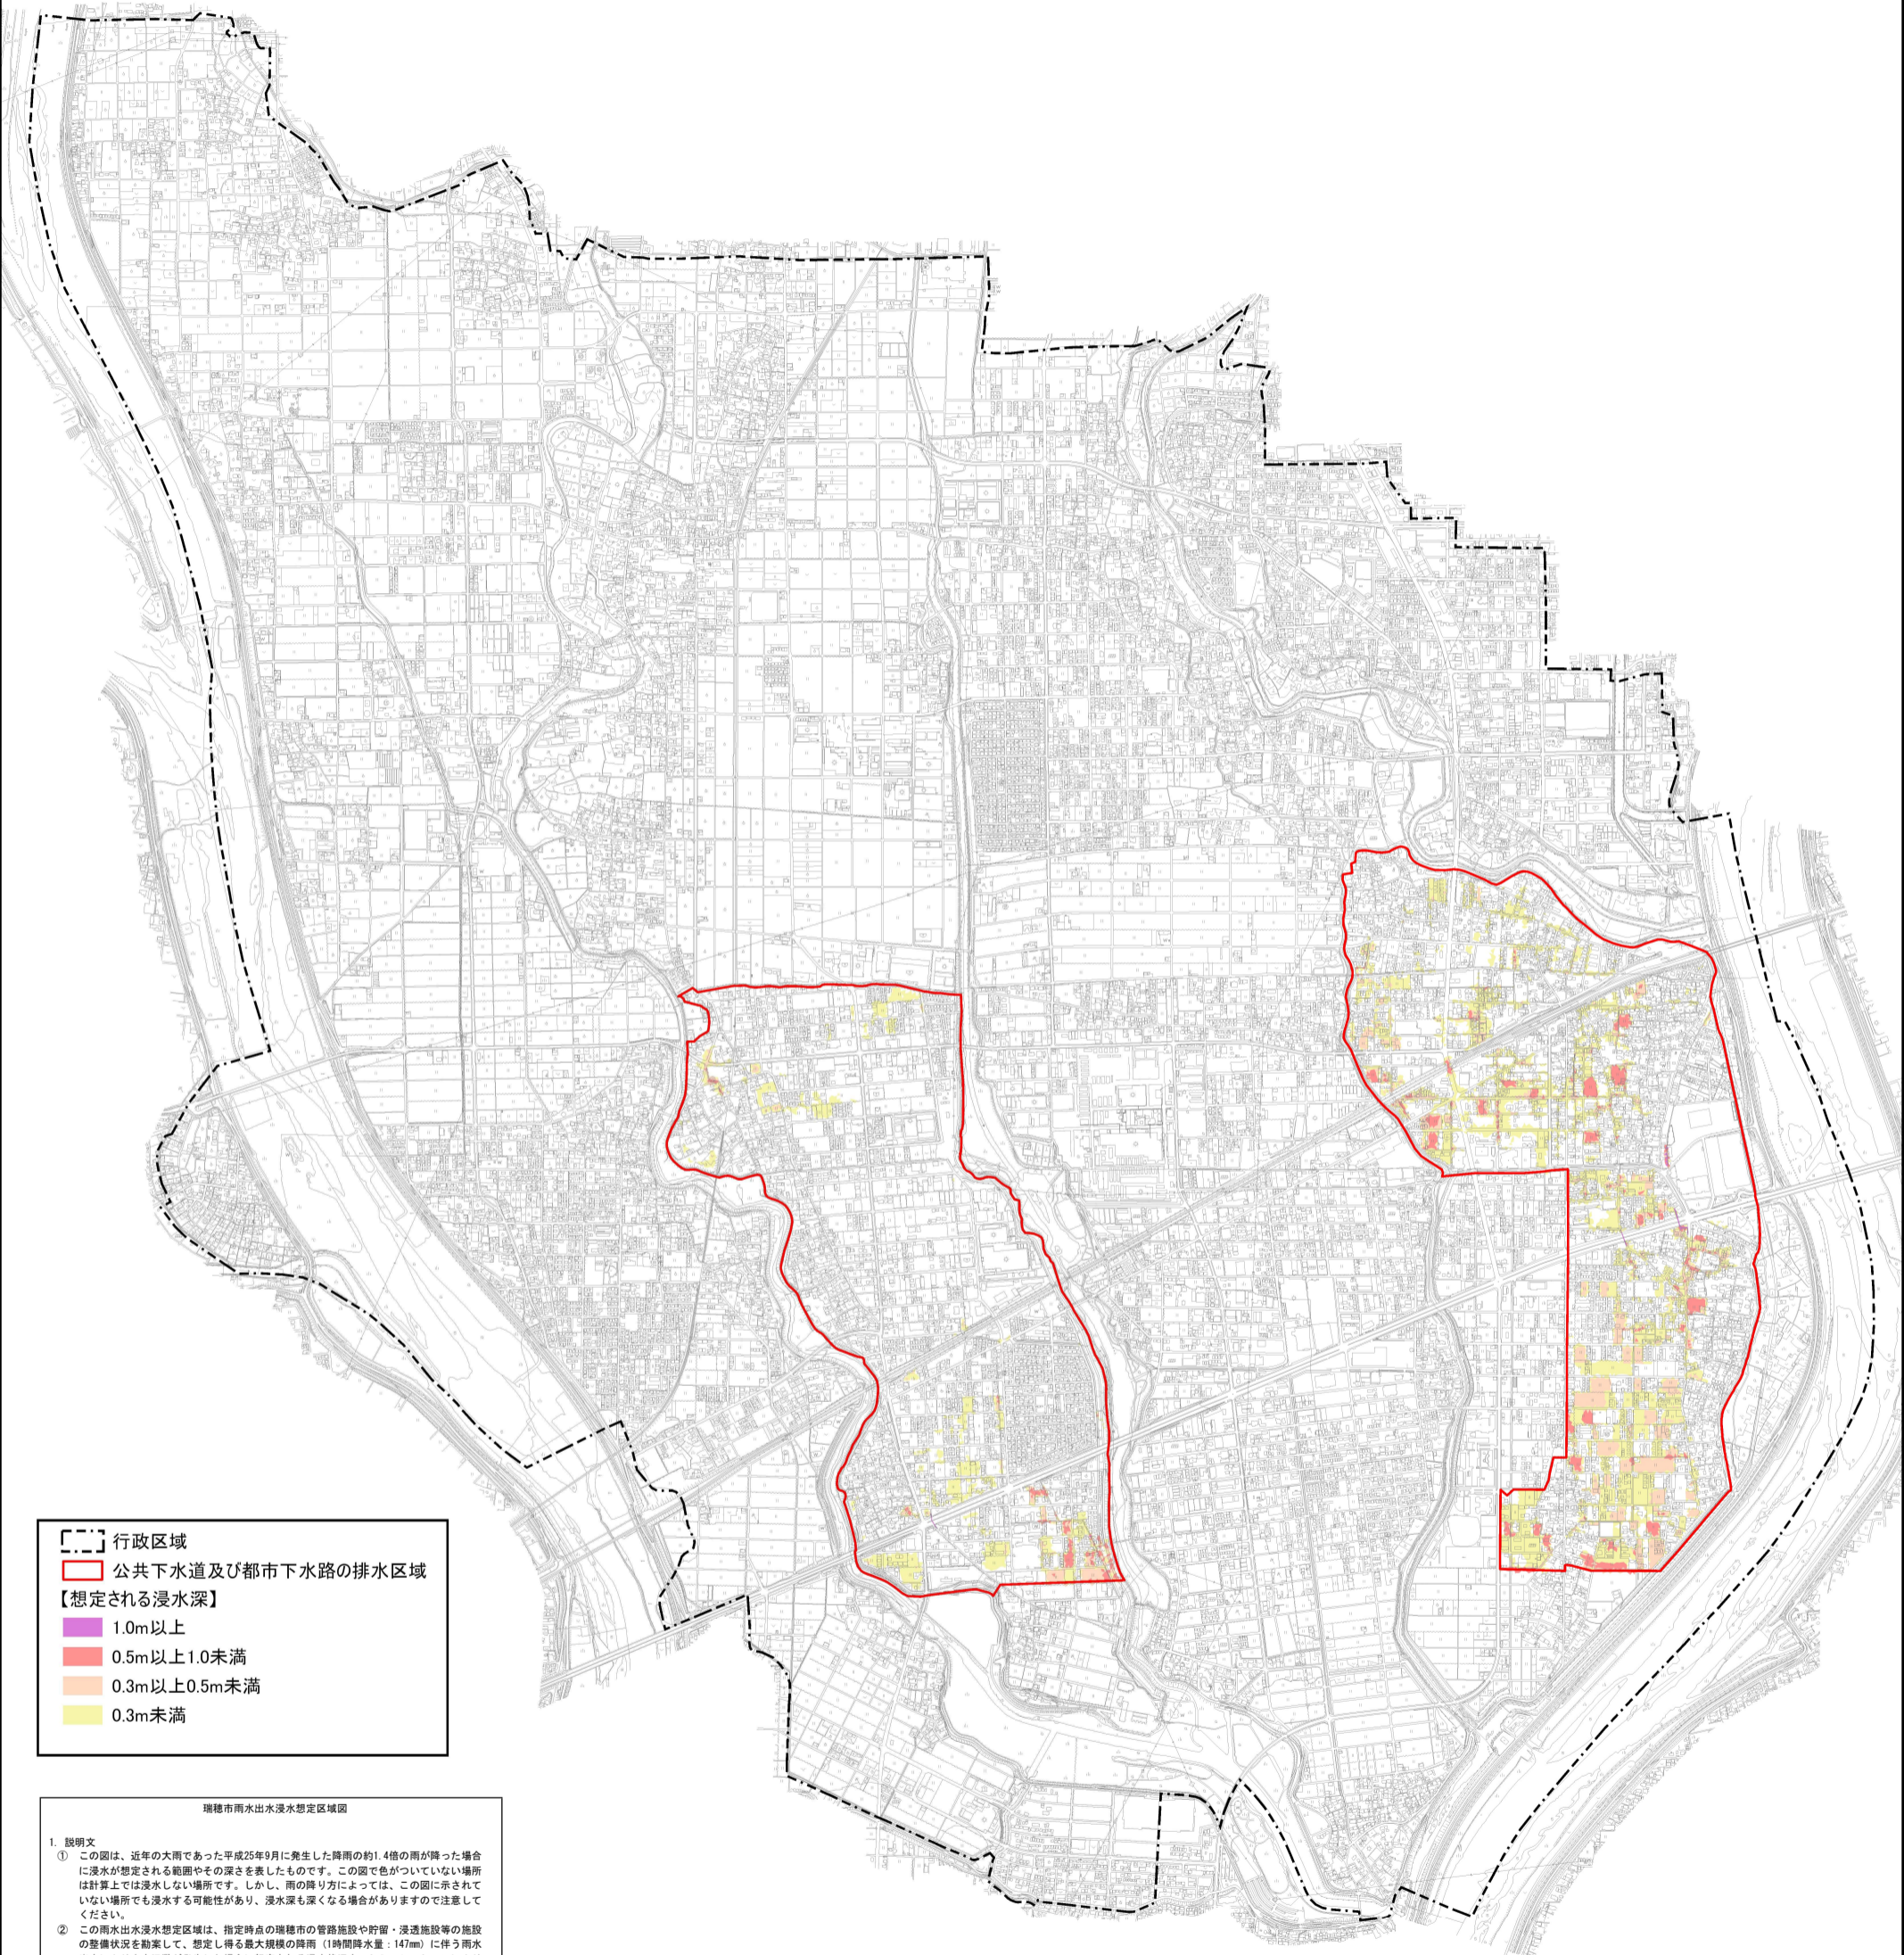 行政区域
公共下水道及び都市下水路の排水区域
【想定される浸水深】
1.0m以上
0.5m以上1.0未満
0.3m以上0.5m未満
0.3m未満
瑞穂市雨水出水浸水想定区域図
1. 説明文
① この図は、近年の大雨であった平成25年9月に発生した降雨の約1.4倍の雨が降った場合
に浸水が想定される範囲やその深さを表したものです。この図で色がついていない場所
は計算上では浸水しない場所です。しかし、雨の降り方によっては、この図に示されて
いない場所でも浸水する可能性があり、浸水深も深くなる場合がありますので注意して
ください。
② この雨水出水浸水想定区域は、指定時点の瑞穂市の管路施設や貯留・浸透施設等の施設
の整備状況を勘案して、想定し得る最大規模の降雨（1時間降水量：147mm）に伴う雨水